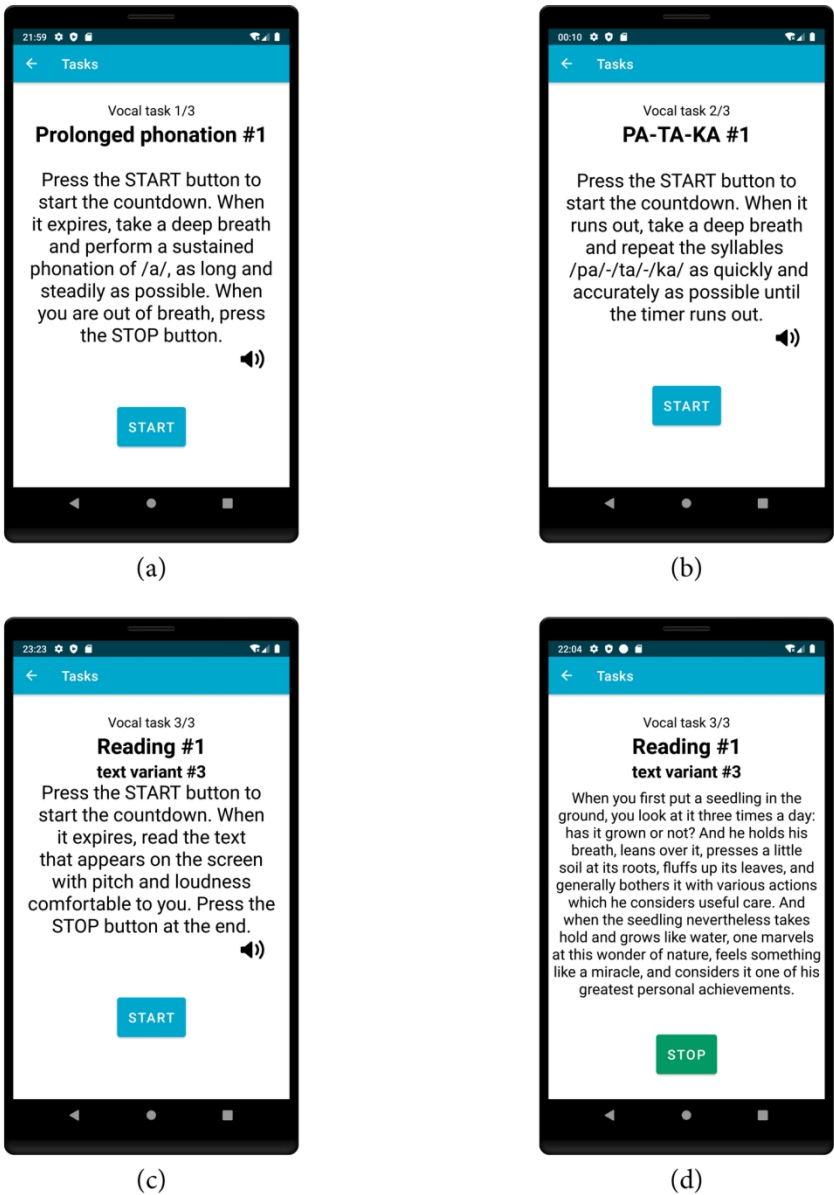 21:59
Tasks
Vocal task 1/3
Prolonged phonation #1
Press the START button to
start the countdown. When
it expires, take a deep breath
and perform a sustained
phonation of /a/, as long and
steadily as possible. When
you are out of breath, press
the STOP button.
START
(a)
00:10
Tasks
Vocal task 2/3
PA-TA-KA #1
Press the START button to
start the countdown. When it
runs out, take a deep breath
and repeat the syllables
/pa/-/ta/-/ka/ as quickly and
accurately as possible until
the timer runs out.
START
(b)
23:23
Tasks
Vocal task 3/3
Reading #1
text variant #3
Press the START button to
start the countdown. When
it expires, read the text
that appears on the screen
with pitch and loudness
comfortable to you. Press the
STOP button at the end.
START
(c)
22:04
Tasks
Vocal task 3/3
Reading #1
text variant #3
When you first put a seedling in the
ground, you look at it three times a day:
has it grown or not? And he holds his
breath, leans over it, presses a little
soil at its roots, fluffs up its leaves, and
generally bothers it with various actions
which he considers useful care. And
when the seedling nevertheless takes
hold and grows like water, one marvels
at this wonder of nature, feels something
like a miracle, and considers it one of his
greatest personal achievements.
STOP
(d)